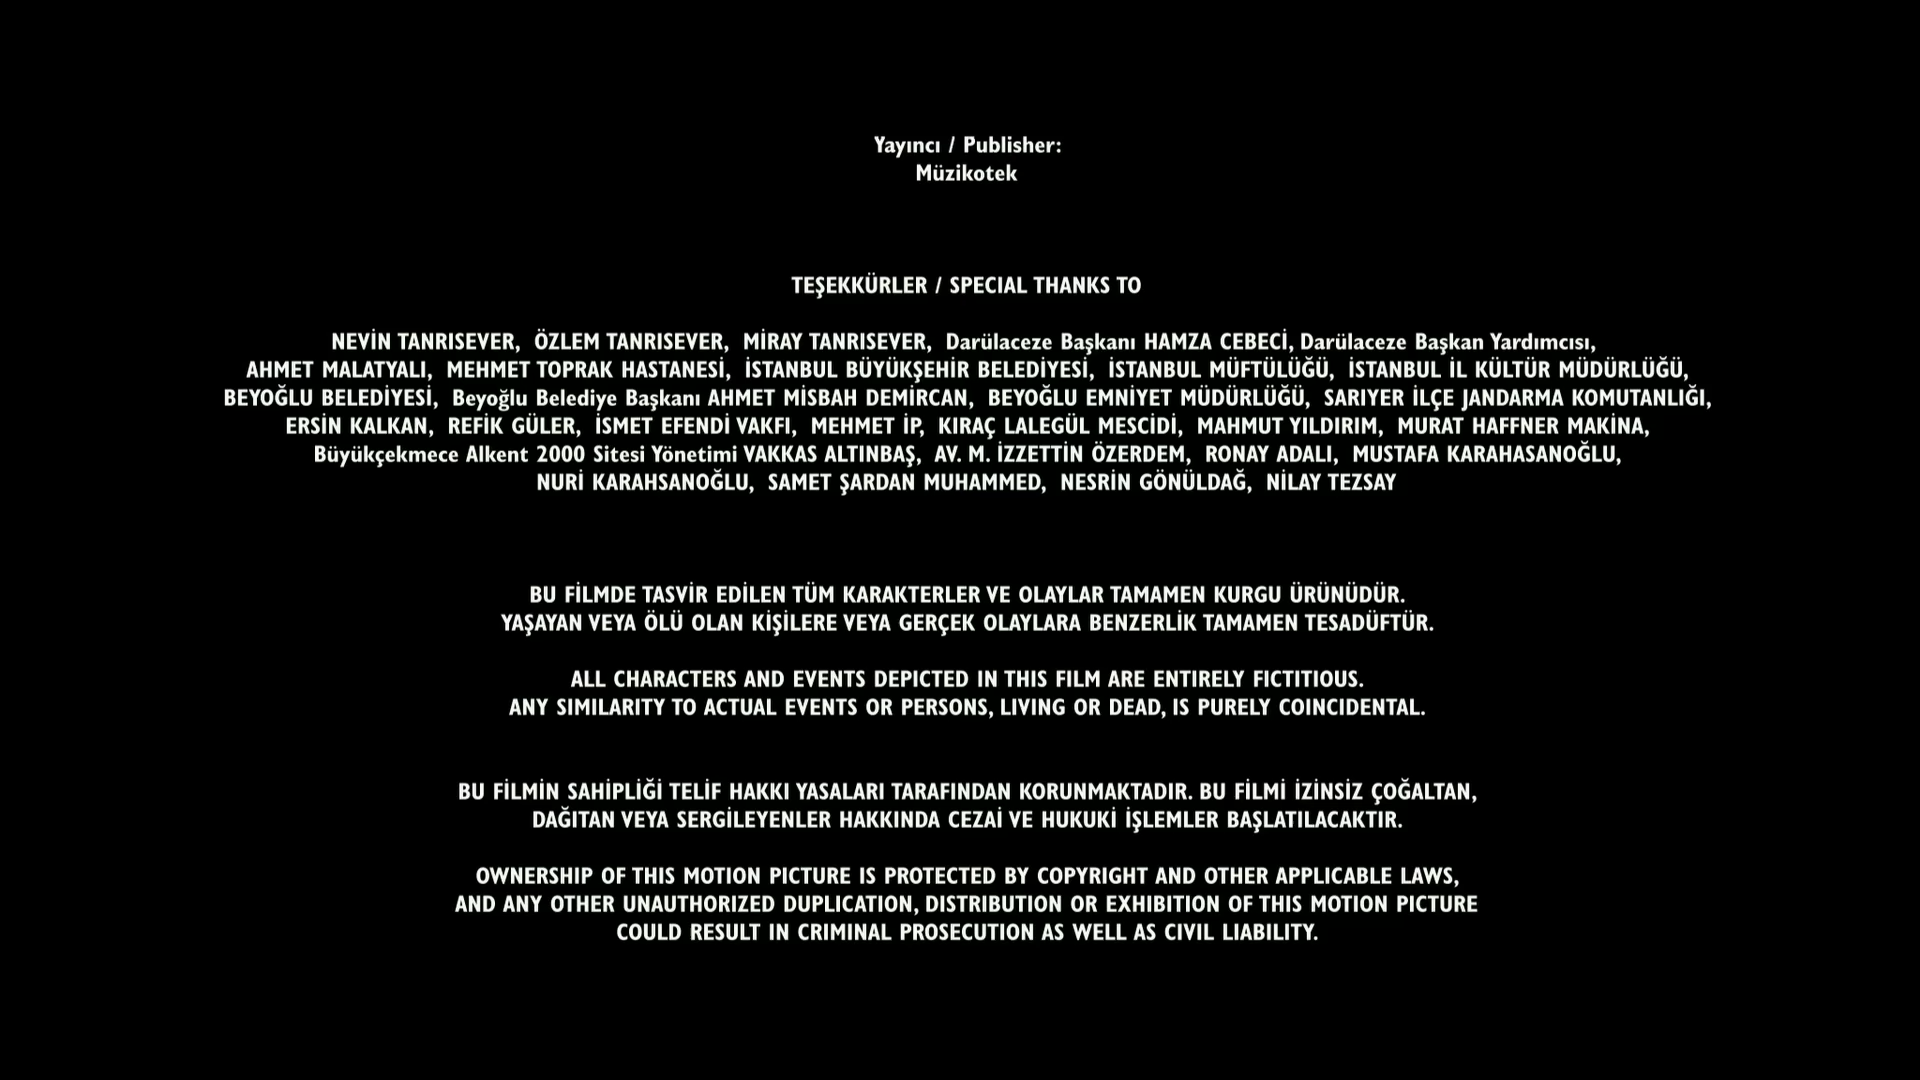 Yayıncı / Publisher:
Müzikotek
TEŞEKKÜRLER / SPECIAL THANKS TO
NEVİN TANRISEVER, ÖZLEM TANRISEVER, MİRAY TANRISEVER, Darülaceze Başkanı HAMZA CEBECİ, Darülaceze Başkan Yardımcısı,
AHMET MALATYALI, MEHMET TOPRAK HASTANESİ, İSTANBUL BÜYÜKŞEHİR BELEDİYESİ, İSTANBUL MÜFTÜLÜĞÜ, İSTANBUL İL KÜLTÜR MÜDÜRLÜĞÜ,
BEYOĞLU BELEDİYESİ, Beyoğlu Belediye Başkanı AHMET MİSBAH DEMİRCAN, BEYOĞLU EMNİYET MÜDÜRLÜĞÜ, SARIYER İLÇE JANDARMA KOMUTANLIĞI,
ERSİN KALKAN, REFİK GÜLER, İSMET EFENDİ VAKFI, MEHMET İP, KIRAÇ LALEGÜL MESCİDİ, MAHMUT YILDIRIM, MURAT HAFFNER MAKİNA,
Büyükçekmece Alkent 2000 Sitesi Yönetimi VAKKAS ALTINBAŞ, AV. M. İZZETTİN ÖZERDEM, RONAY ADALI, MUSTAFA KARAHASANOĞLU,
NURİ KARAHSANOĞLU, SAMET ŞARDAN MUHAMMED, NESRİN GÖNÜLDAĞ, NİLAY TEZSAY
BU FİLMDE TASVİR EDİLEN TÜM KARAKTERLER VE OLAYLAR TAMAMEN KURGU ÜRÜNÜDÜR.
YAŞAYAN VEYA ÖLÜ OLAN KİŞİLERE VEYA GERÇEK OLAYLARA BENZERLİK TAMAMEN TESADÜFTÜR.
ALL CHARACTERS AND EVENTS DEPICTED IN THIS FILM ARE ENTIRELY FICTITIOUS.
ANY SIMILARITY TO ACTUAL EVENTS OR PERSONS, LIVING OR DEAD, IS PURELY COINCIDENTAL.
BU FİLMİN SAHİPLİĞİ TELİF HAKKI YASALARI TARAFINDAN KORUNMAKTADIR. BU FİLMİ İZİNSİZ ÇOĞALTAN,
DAĞITAN VEYA SERGİLEYENLER HAKKINDA CEZAİ VE HUKUKİ İŞLEMLER BAŞLATILACAKTIR.
OWNERSHIP OF THIS MOTION PICTURE IS PROTECTED BY COPYRIGHT AND OTHER APPLICABLE LAWS,
AND ANY OTHER UNAUTHORIZED DUPLICATION, DISTRIBUTION OR EXHIBITION OF THIS MOTION PICTURE
COULD RESULT IN CRIMINAL PROSECUTION AS WELL AS CIVIL LIABILITY.